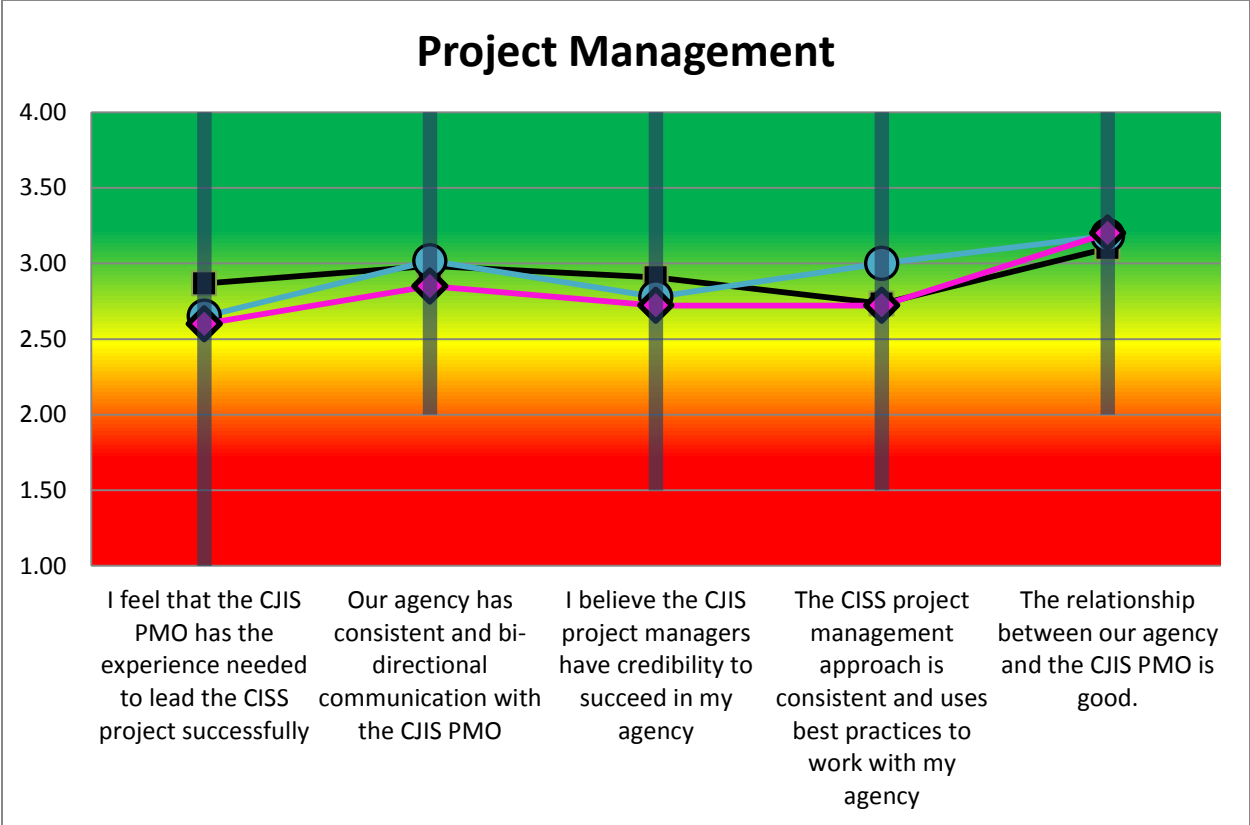 Project Management
4.00
3.50
3.00
2.50
2.00
1.50
1.00
I feel that the CJIS
PMO has the
experience needed
to lead the CISS
project successfully
Our agency has
consistent and bi-
directional
communication with
the CJIS PMO
I believe the CJIS
project managers
have credibility to
succeed in my
agency
The CISS project
management
approach is
consistent and uses
best practices to
work with my
agency
The relationship
between our agency
and the CJIS PMO is
good.